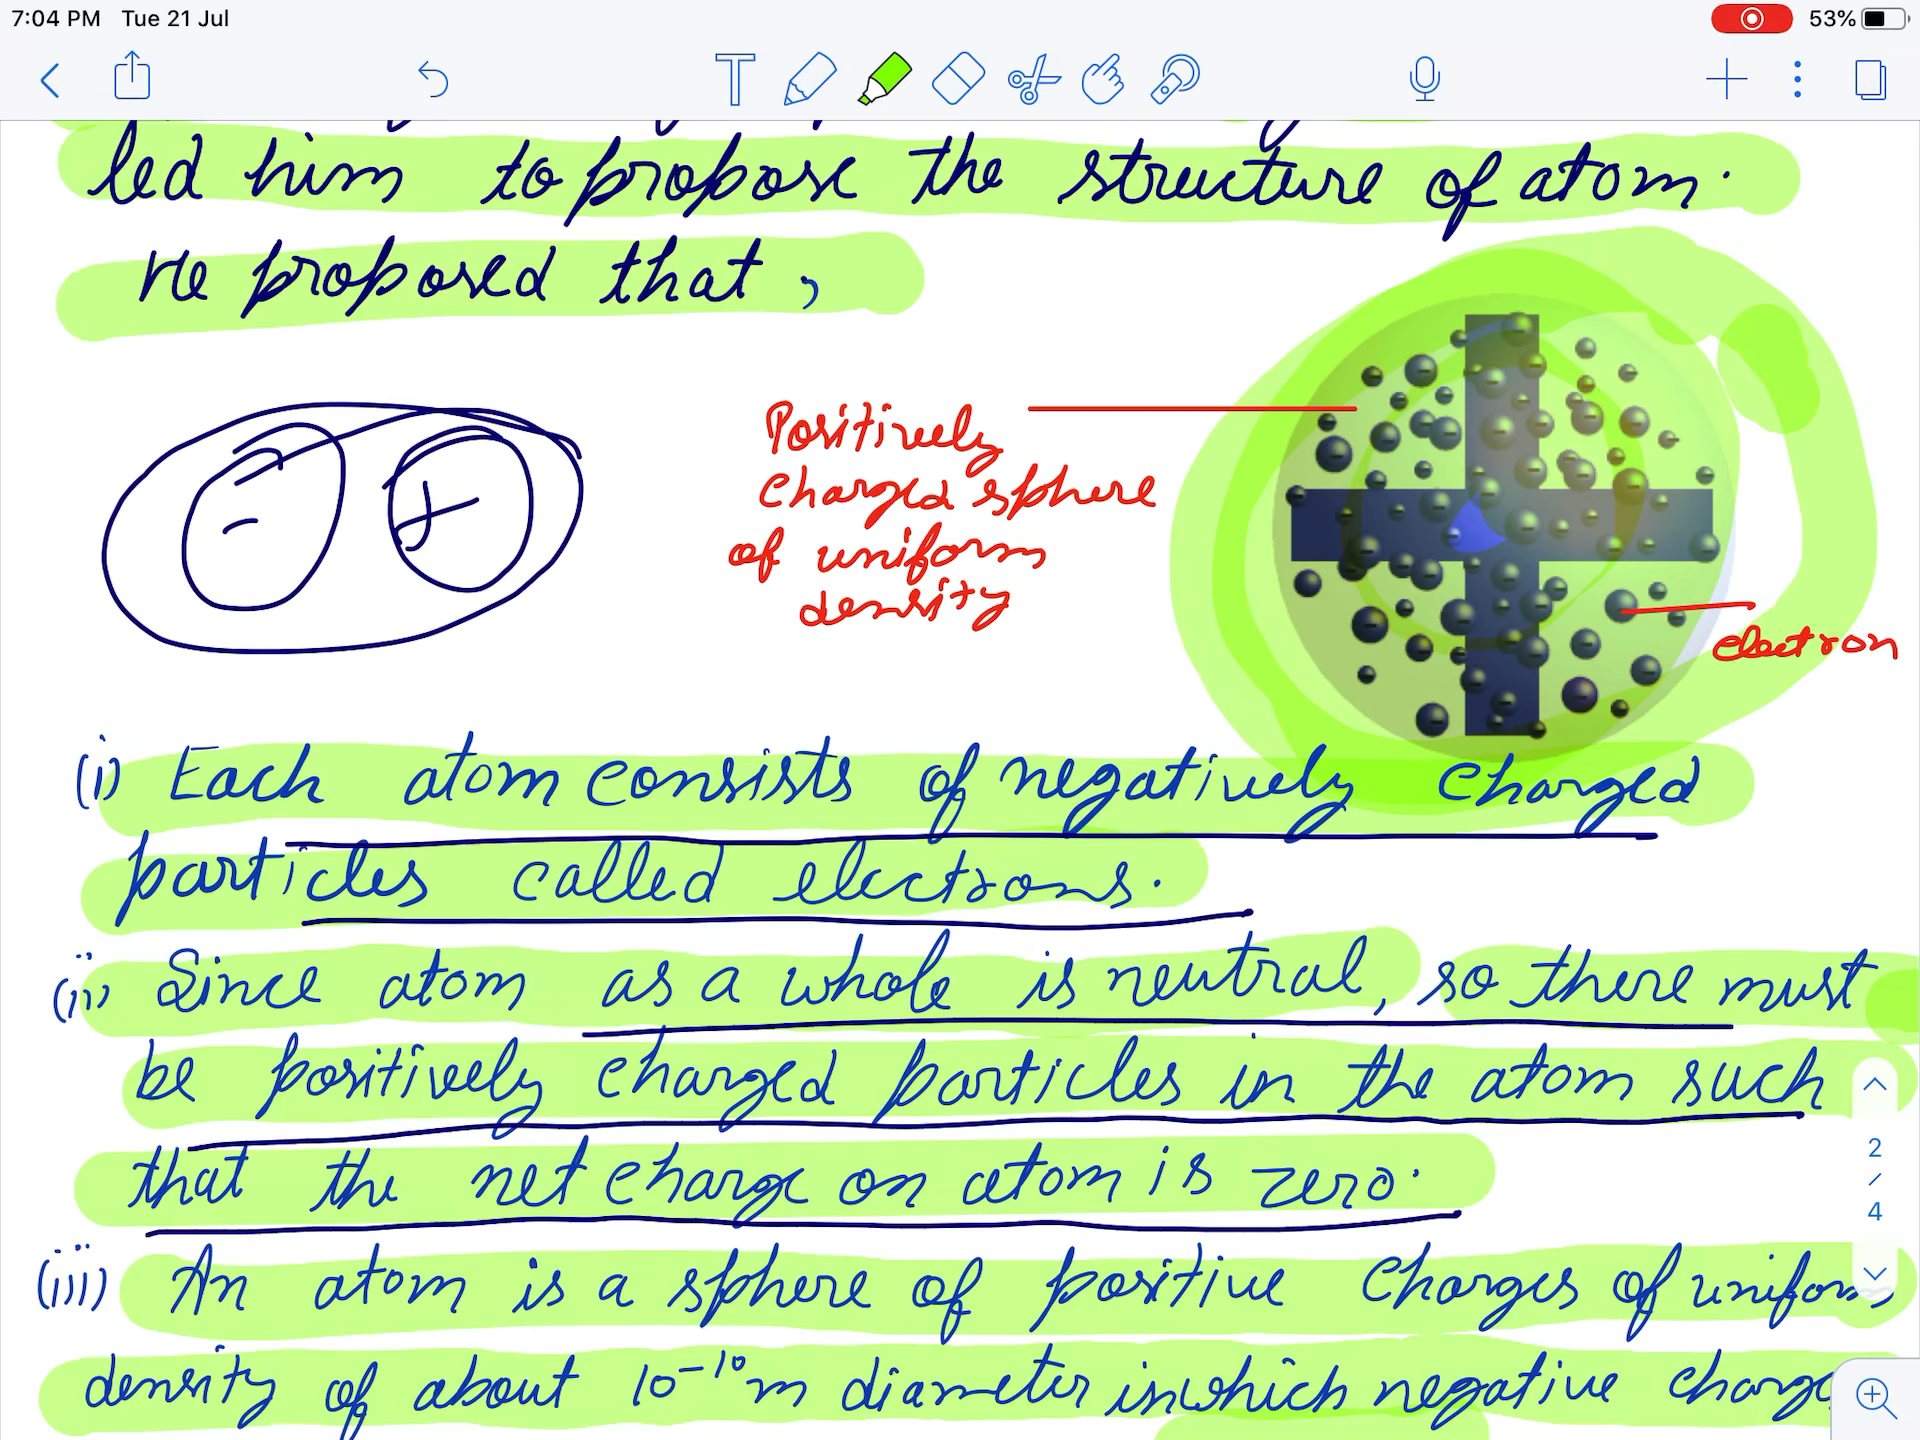 7:04 PM Tue 21 Jul
53%
T
led him to propose the structure of atom.
He proposed that,
- +
Positively
charged sphere
of uniform
density
electron
(i) Each atom consists of negatively charged
particles called electrons.
(ii) Since atom as a whole is neutral, so there must
be positively charged particles in the atom such
that the net charge on atom is zero.
2
/
4
(iii) An atom is a sphere of positive charges of uniform
density of about 10⁻¹⁰m diameter in which negative charge